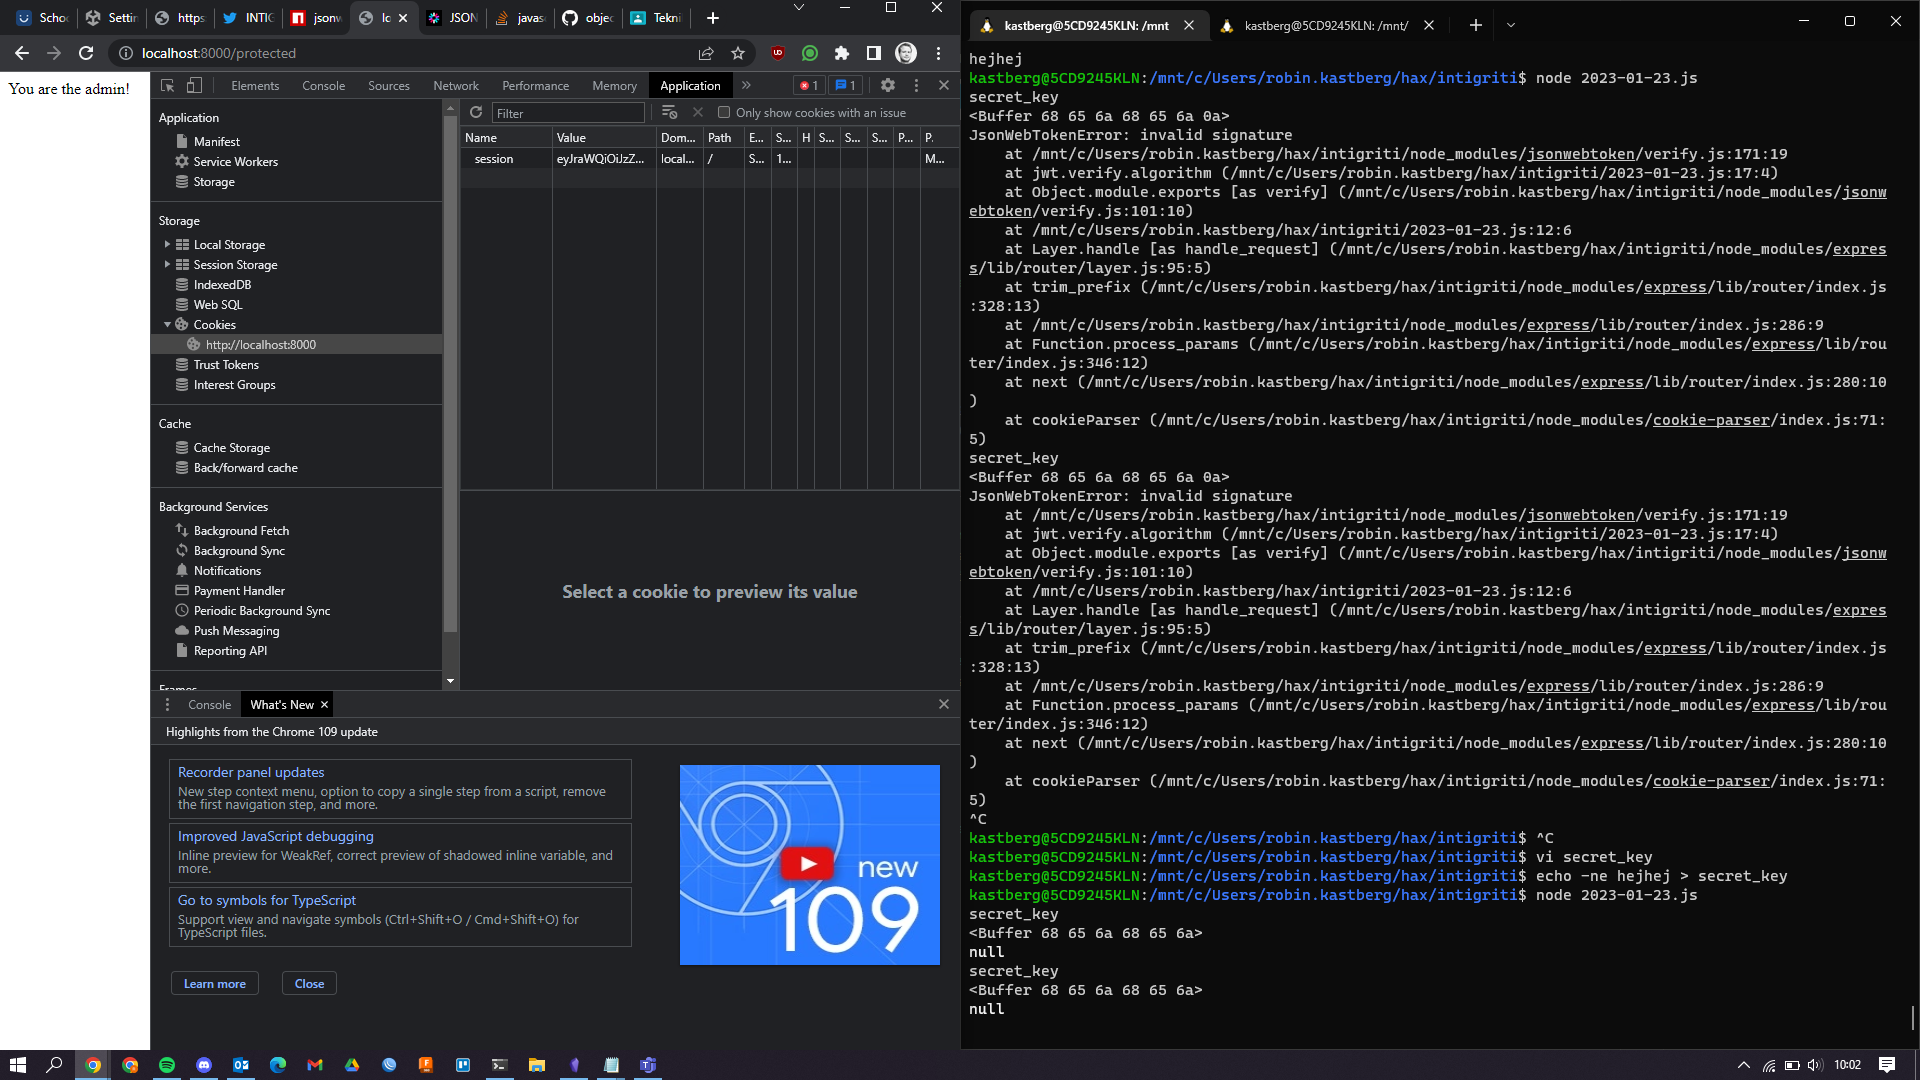 Schoo
Settin
https:
INTIG
jsonw
lo
JSON
javasc
objec
Tekni
localhost:8000/protected
You are the admin!
Elements
Console
Sources
Network
Performance
Memory
Application
1
1
Filter
Only show cookies with an issue
Application
Manifest
Service Workers
Storage
Storage
Local Storage
Session Storage
IndexedDB
Web SQL
Cookies
http://localhost:8000
Trust Tokens
Interest Groups
Cache
Cache Storage
Back/forward cache
Background Services
Background Fetch
Background Sync
Notifications
Payment Handler
Periodic Background Sync
Push Messaging
Reporting API
Frames
Name Value Dom... Path E... S... H S... S... S... P... P.
session eyJraWQiOiJzZ... local... / S... 1... M...
Select a cookie to preview its value
Console
What's New
Highlights from the Chrome 109 update
Recorder panel updates
New step context menu, option to copy a single step from a script, remove
the first navigation step, and more.
Improved JavaScript debugging
Inline preview for WeakRef, correct preview of shadowed inline variable, and
more.
Go to symbols for TypeScript
Support view and navigate symbols (Ctrl+Shift+O / Cmd+Shift+O) for
TypeScript files.
Learn more
Close
new
109
kastberg@5CD9245KLN: /mnt
kastberg@5CD9245KLN: /mnt/
hejhej
kastberg@5CD9245KLN:/mnt/c/Users/robin.kastberg/hax/intigriti$ node 2023-01-23.js
secret_key
<Buffer 68 65 6a 68 65 6a 0a>
JsonWebTokenError: invalid signature
at /mnt/c/Users/robin.kastberg/hax/intigriti/node_modules/jsonwebtoken/verify.js:171:19
at jwt.verify.algorithm (/mnt/c/Users/robin.kastberg/hax/intigriti/2023-01-23.js:17:4)
at Object.module.exports [as verify] (/mnt/c/Users/robin.kastberg/hax/intigriti/node_modules/jsonw
ebtoken/verify.js:101:10)
at /mnt/c/Users/robin.kastberg/hax/intigriti/2023-01-23.js:12:6
at Layer.handle [as handle_request] (/mnt/c/Users/robin.kastberg/hax/intigriti/node_modules/expres
s/lib/router/layer.js:95:5)
at trim_prefix (/mnt/c/Users/robin.kastberg/hax/intigriti/node_modules/express/lib/router/index.js
:328:13)
at /mnt/c/Users/robin.kastberg/hax/intigriti/node_modules/express/lib/router/index.js:286:9
at Function.process_params (/mnt/c/Users/robin.kastberg/hax/intigriti/node_modules/express/lib/rou
ter/index.js:346:12)
at next (/mnt/c/Users/robin.kastberg/hax/intigriti/node_modules/express/lib/router/index.js:280:10
)
at cookieParser (/mnt/c/Users/robin.kastberg/hax/intigriti/node_modules/cookie-parser/index.js:71:
5)
secret_key
<Buffer 68 65 6a 68 65 6a 0a>
JsonWebTokenError: invalid signature
at /mnt/c/Users/robin.kastberg/hax/intigriti/node_modules/jsonwebtoken/verify.js:171:19
at jwt.verify.algorithm (/mnt/c/Users/robin.kastberg/hax/intigriti/2023-01-23.js:17:4)
at Object.module.exports [as verify] (/mnt/c/Users/robin.kastberg/hax/intigriti/node_modules/jsonw
ebtoken/verify.js:101:10)
at /mnt/c/Users/robin.kastberg/hax/intigriti/2023-01-23.js:12:6
at Layer.handle [as handle_request] (/mnt/c/Users/robin.kastberg/hax/intigriti/node_modules/expres
s/lib/router/layer.js:95:5)
at trim_prefix (/mnt/c/Users/robin.kastberg/hax/intigriti/node_modules/express/lib/router/index.js
:328:13)
at /mnt/c/Users/robin.kastberg/hax/intigriti/node_modules/express/lib/router/index.js:286:9
at Function.process_params (/mnt/c/Users/robin.kastberg/hax/intigriti/node_modules/express/lib/rou
ter/index.js:346:12)
at next (/mnt/c/Users/robin.kastberg/hax/intigriti/node_modules/express/lib/router/index.js:280:10
)
at cookieParser (/mnt/c/Users/robin.kastberg/hax/intigriti/node_modules/cookie-parser/index.js:71:
5)
^C
kastberg@5CD9245KLN:/mnt/c/Users/robin.kastberg/hax/intigriti$ ^C
kastberg@5CD9245KLN:/mnt/c/Users/robin.kastberg/hax/intigriti$ vi secret_key
kastberg@5CD9245KLN:/mnt/c/Users/robin.kastberg/hax/intigriti$ echo -ne hejhej > secret_key
kastberg@5CD9245KLN:/mnt/c/Users/robin.kastberg/hax/intigriti$ node 2023-01-23.js
secret_key
<Buffer 68 65 6a 68 65 6a>
null
secret_key
<Buffer 68 65 6a 68 65 6a>
null
10:02